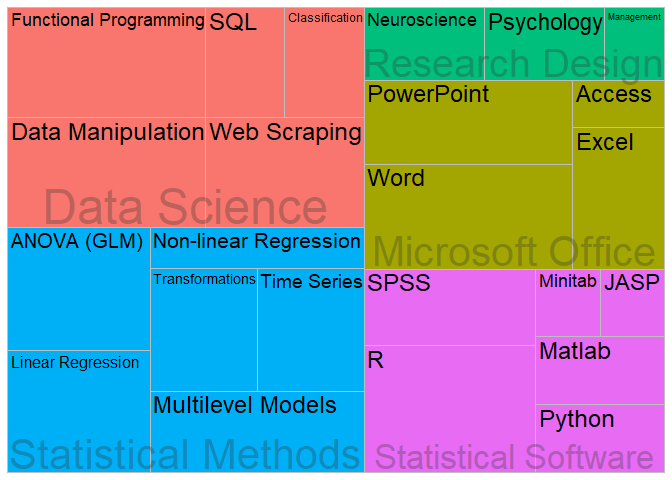 Functional Programming
SQL
Classification
Data Manipulation
Web Scraping
Data Science
Neuroscience
Psychology
Management
Research Design
PowerPoint
Access
Word
Excel
Microsoft Office
ANOVA (GLM)
Non-linear Regression
Transformations
Time Series
Linear Regression
Multilevel Models
Statistical Methods
SPSS
Minitab
JASP
R
Matlab
Python
Statistical Software